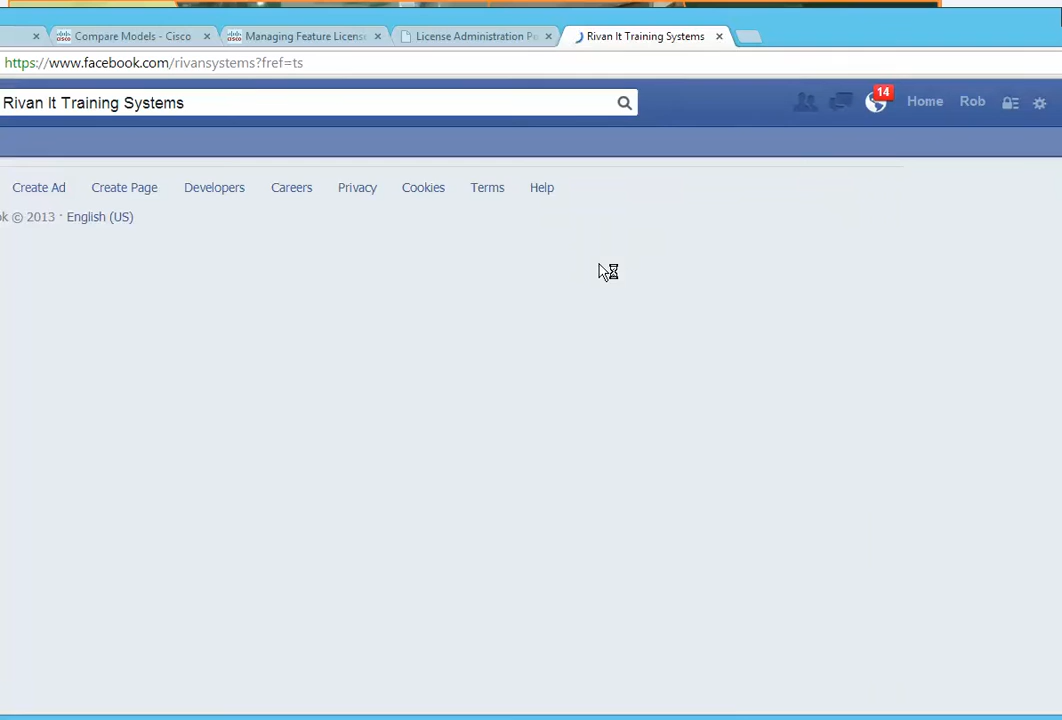 Compare Models - Cisco
Managing Feature License
License Administration Po
Rivan It Training Systems
https://www.facebook.com/rivansystems?fref=ts
Rivan It Training Systems
14
Home
Rob
Create Ad
Create Page
Developers
Careers
Privacy
Cookies
Terms
Help
ok © 2013 · English (US)